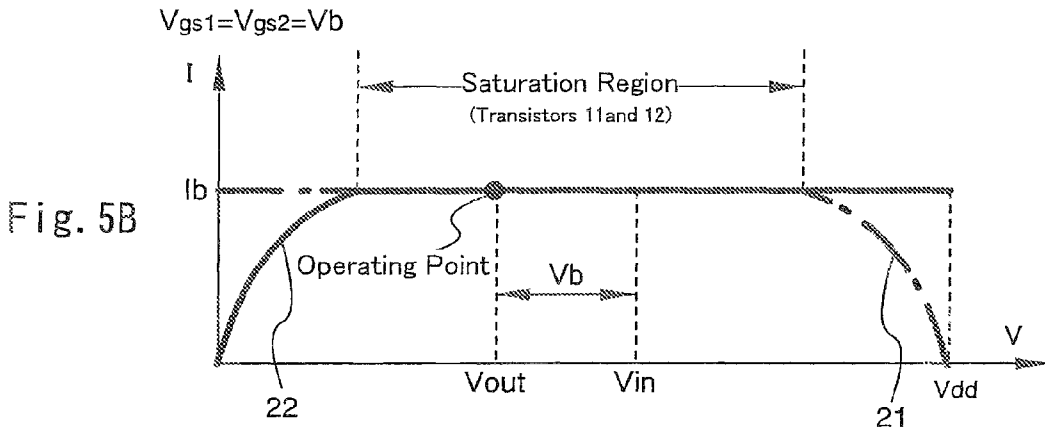 Vgs1=Vgs2=Vb
I
Saturation Region
(Transistors 11and 12)
Ib
Fig. 5B
Operating Point
Vb
V
22
Vout
Vin
Vdd
21